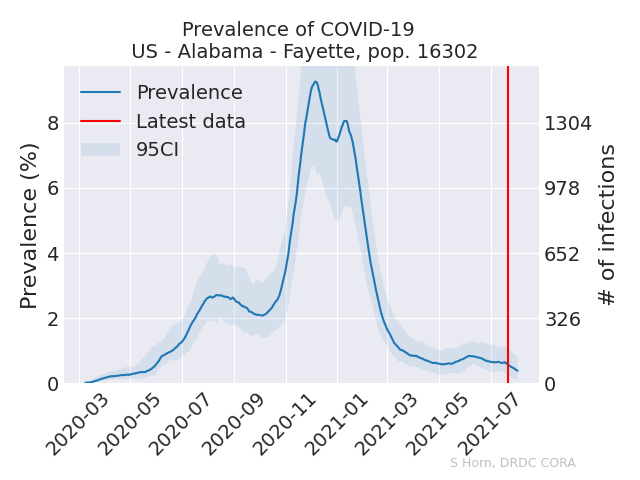 Prevalence of COVID-19
US - Alabama - Fayette, pop. 16302
Prevalence
Latest data
95CI
Prevalence (%)
8
6
4
2
0
1304
978
652
326
0
# of infections
2020-03
2020-05
2020-07
2020-09
2020-11
2021-01
2021-03
2021-05
2021-07
S Horn, DRDC CORA